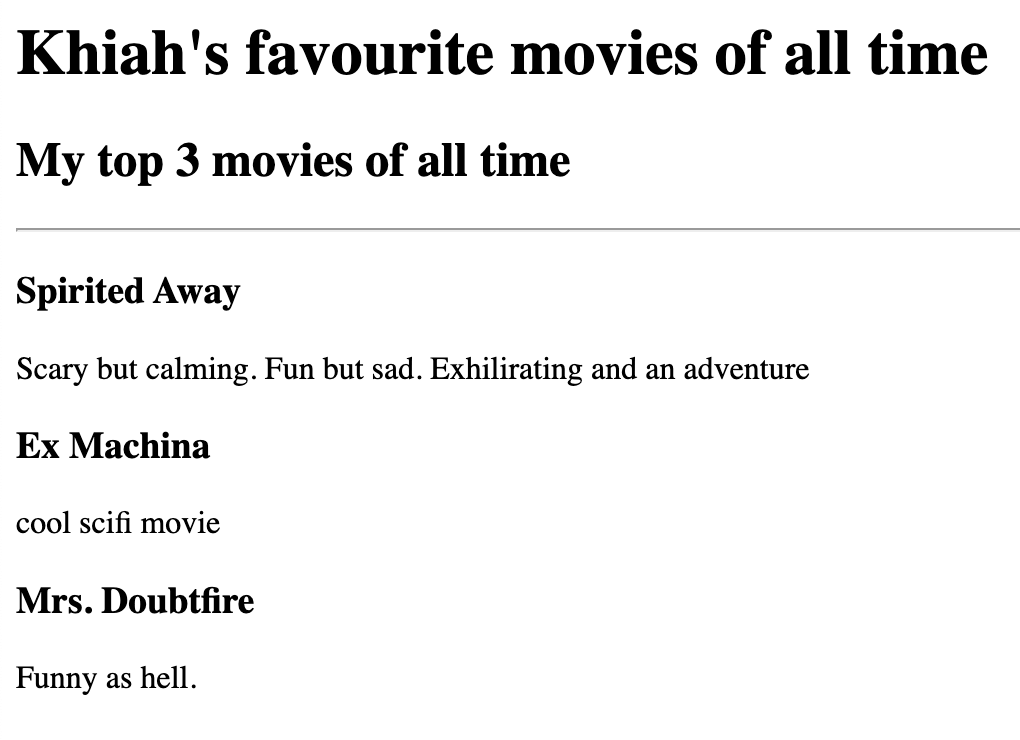 Khiah's favourite movies of all time
My top 3 movies of all time
Spirited Away
Scary but calming. Fun but sad. Exhilirating and an adventure
Ex Machina
cool scifi movie
Mrs. Doubtfire
Funny as hell.